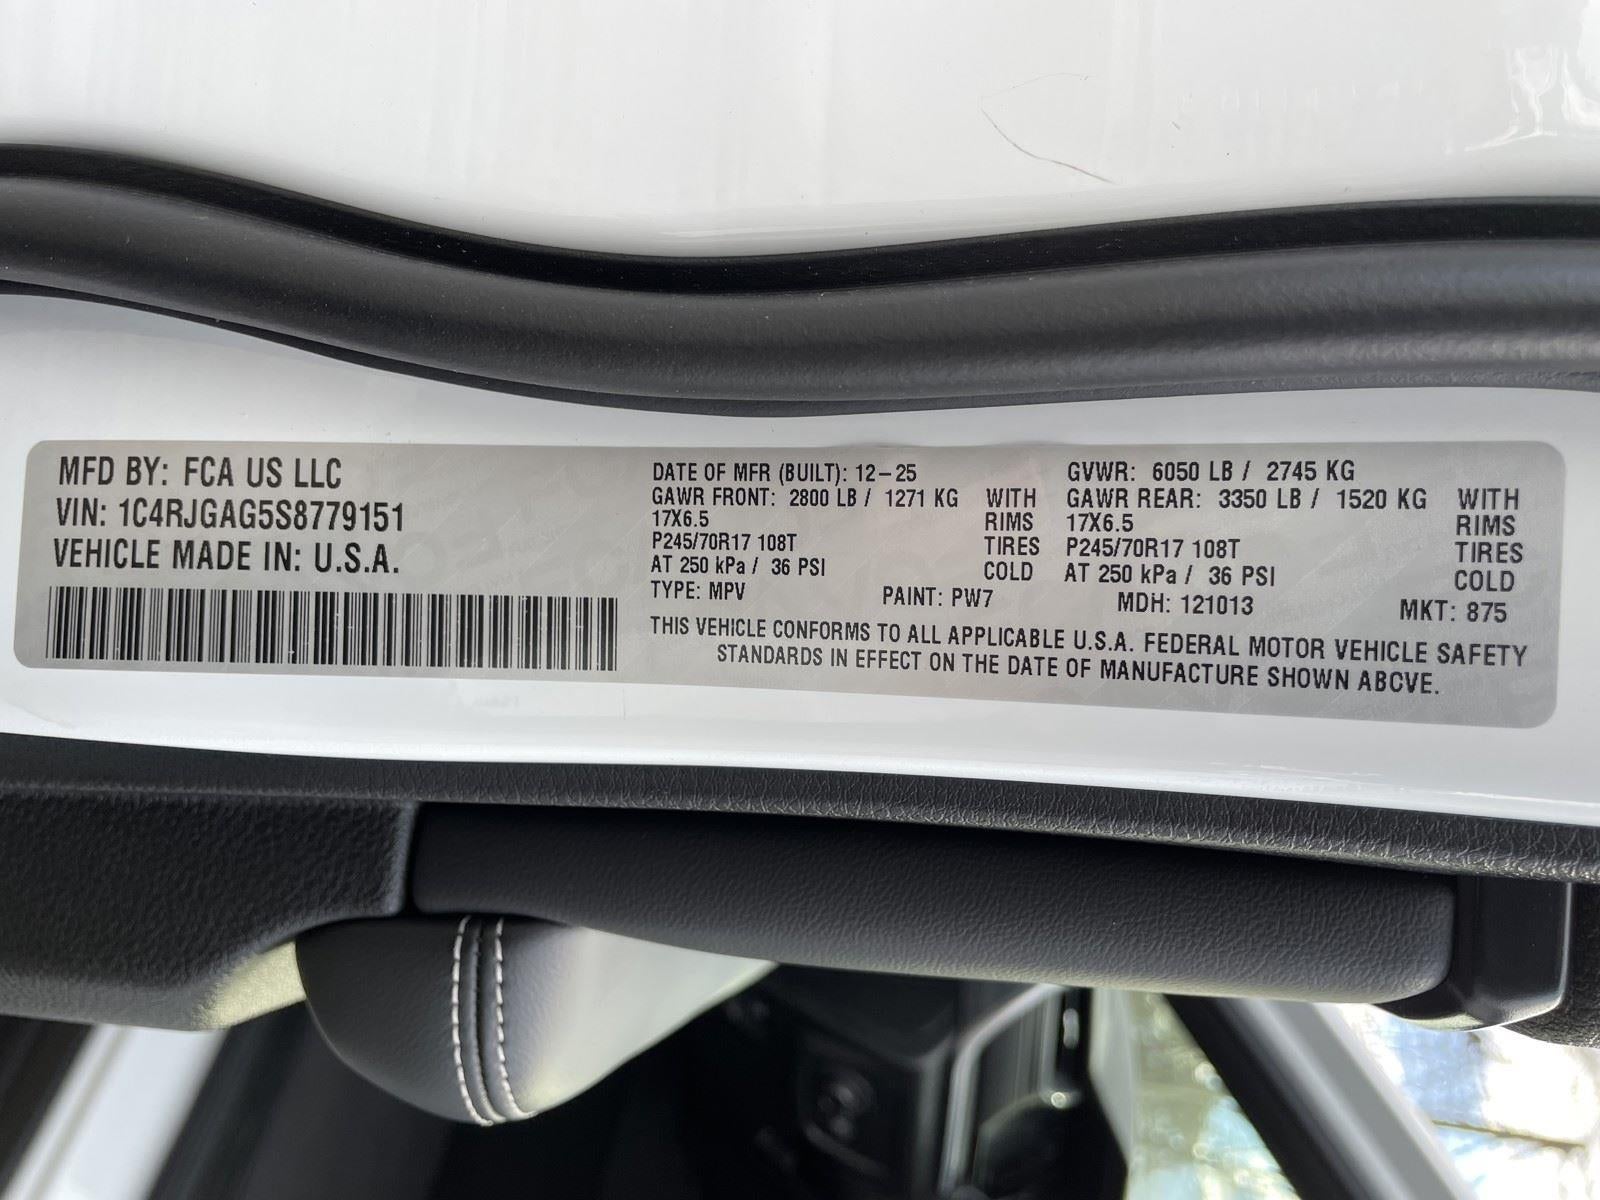 MFD BY: FCA US LLC
VIN: 1C4RJGAG5S8779151
VEHICLE MADE IN: U.S.A.
DATE OF MFR (BUILT): 12-25
GAWR FRONT: 2800 LB / 1271 KG WITH
17X6.5 RIMS
P245/70R17 108T TIRES
AT 250 kPa / 36 PSI COLD
GVWR: 6050 LB / 2745 KG
GAWR REAR: 3350 LB / 1520 KG WITH
17X6.5 RIMS
P245/70R17 108T TIRES
AT 250 kPa / 36 PSI COLD
TYPE: MPV PAINT: PW7 MDH: 121013 MKT: 875
THIS VEHICLE CONFORMS TO ALL APPLICABLE U.S.A. FEDERAL MOTOR VEHICLE SAFETY
STANDARDS IN EFFECT ON THE DATE OF MANUFACTURE SHOWN ABCVE.